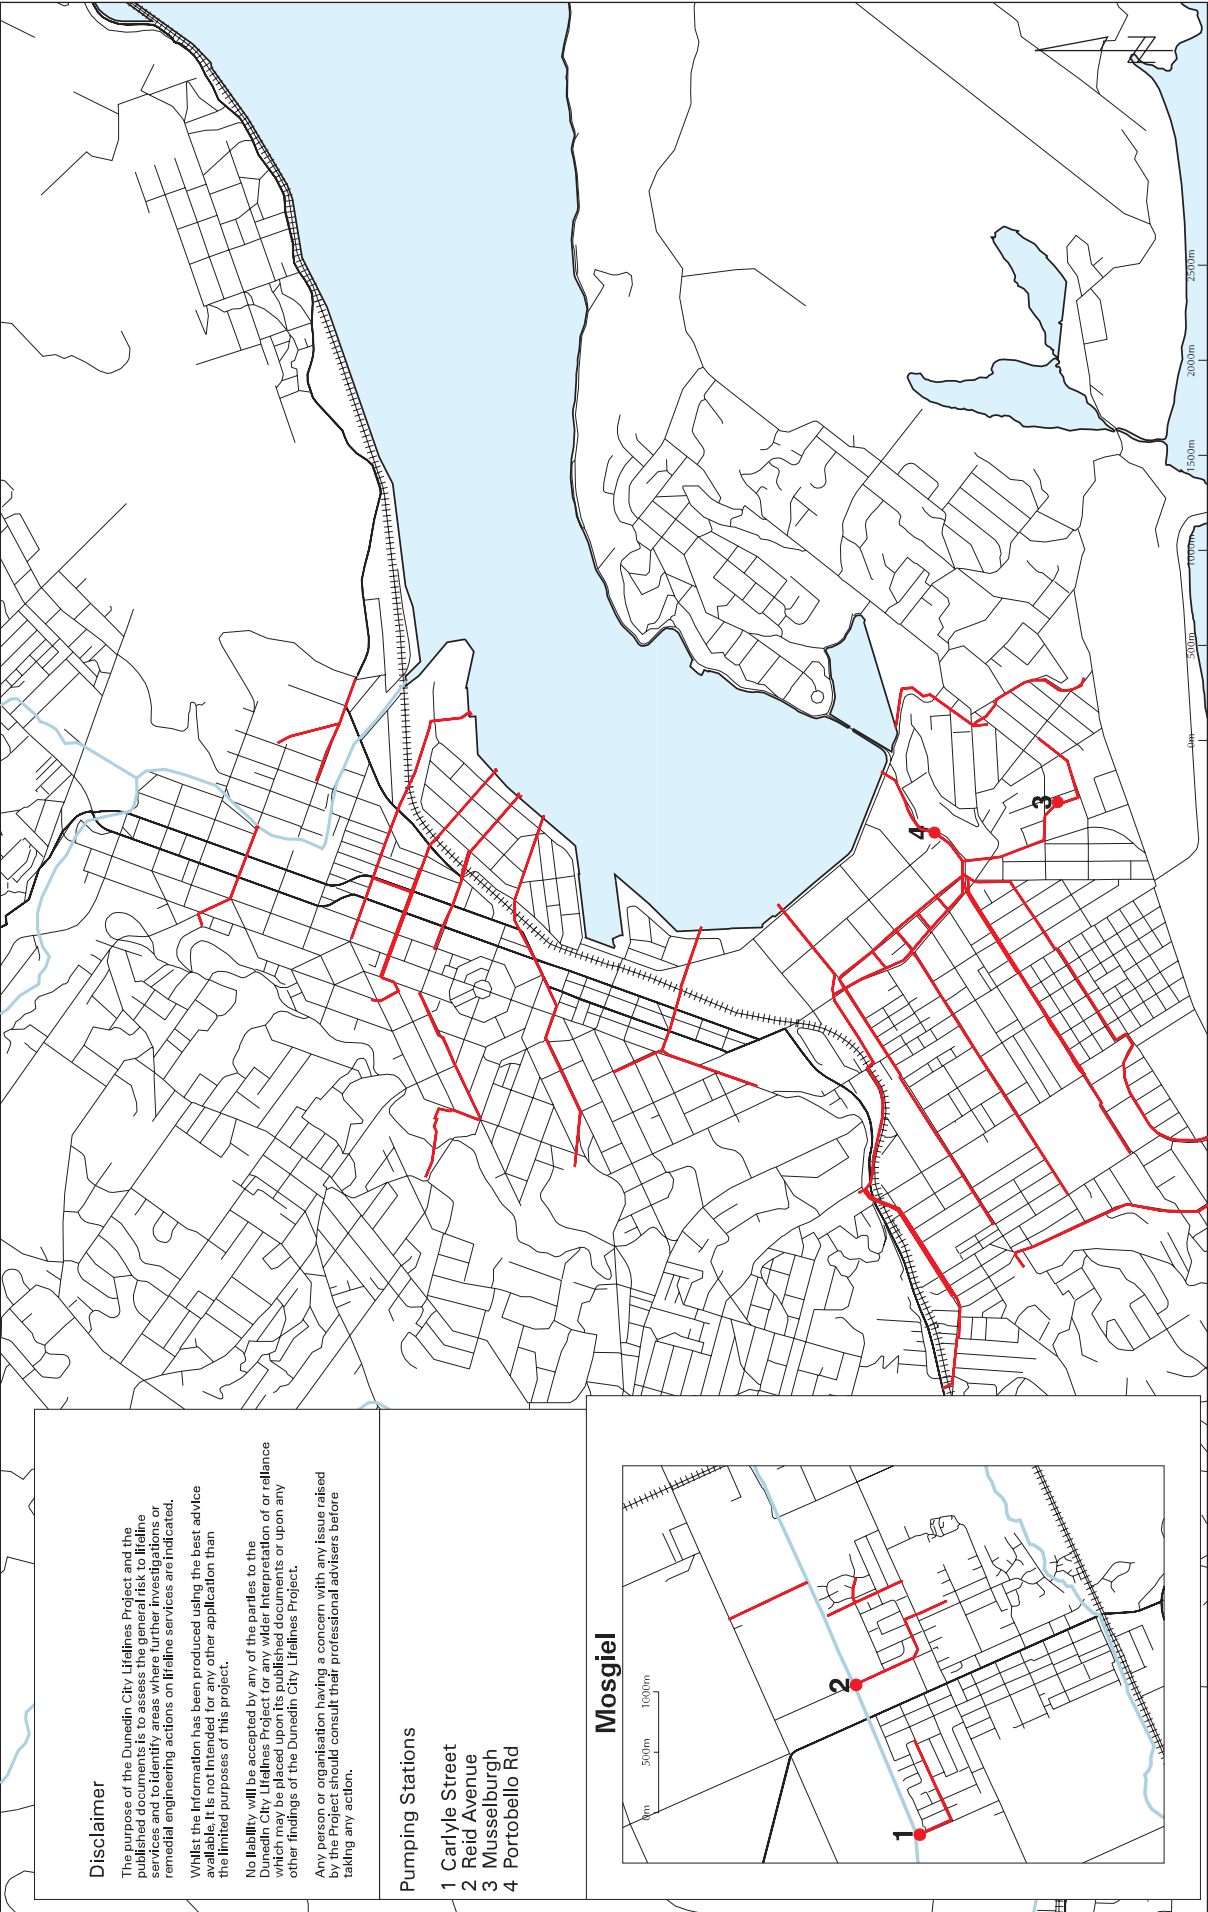 Disclaimer
The purpose of the Dunedin City Lifelines Project and the
published documents is to assess the general risk to lifeline
services and to identify areas where further investigations or
remedial engineering actions on lifeline services are indicated.
Whilst the information has been produced using the best advice
available, it is not intended for any other application than
the limited purposes of this project.
No liability will be accepted by any of the parties to the
Dunedin City Lifelines Project for any wider interpretation of or reliance
which may be placed upon its published documents or upon any
other findings of the Dunedin City Lifelines Project.
Any person or organisation having a concern with any issue raised
by the Project should consult their professional advisers before
taking any action.
Pumping Stations
1 Carlyle Street
2 Reid Avenue
3 Musselburgh
4 Portobello Rd
Mosgiel
0m 500m 1000m
1
2
3
4
0m 500m 1000m 1500m 2000m 2500m
N